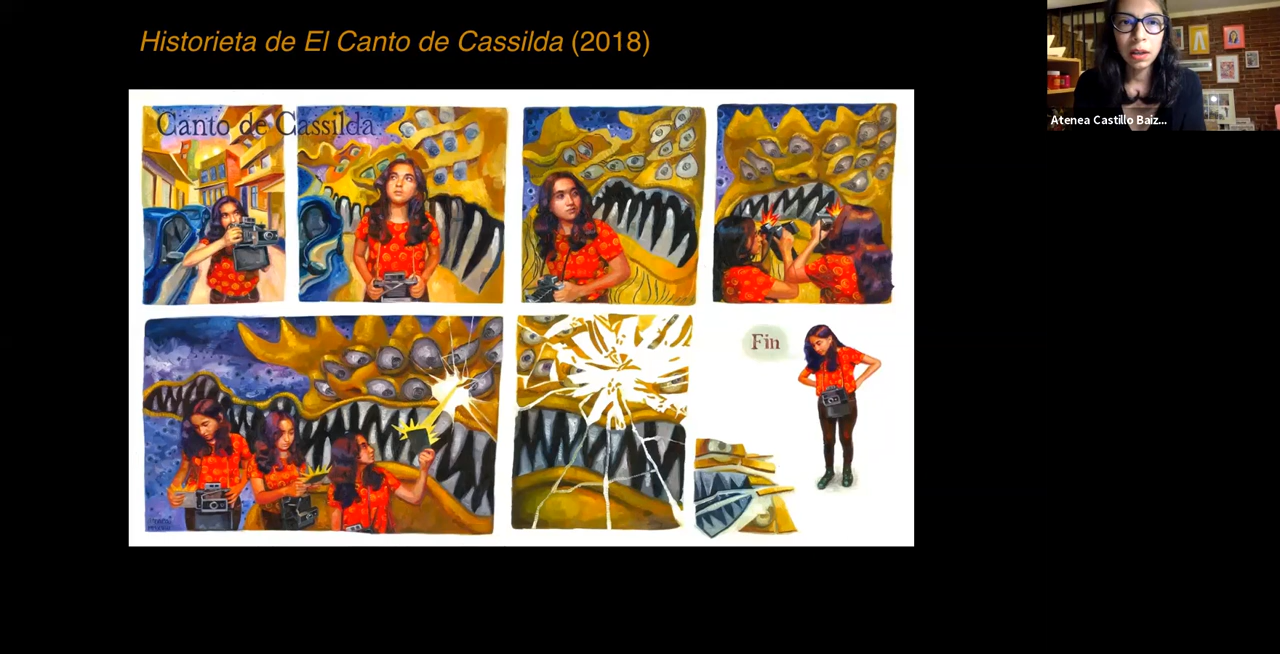 Historieta de El Canto de Cassilda (2018)
Atenea Castillo Baiz...
Canto de Cassilda
Fin